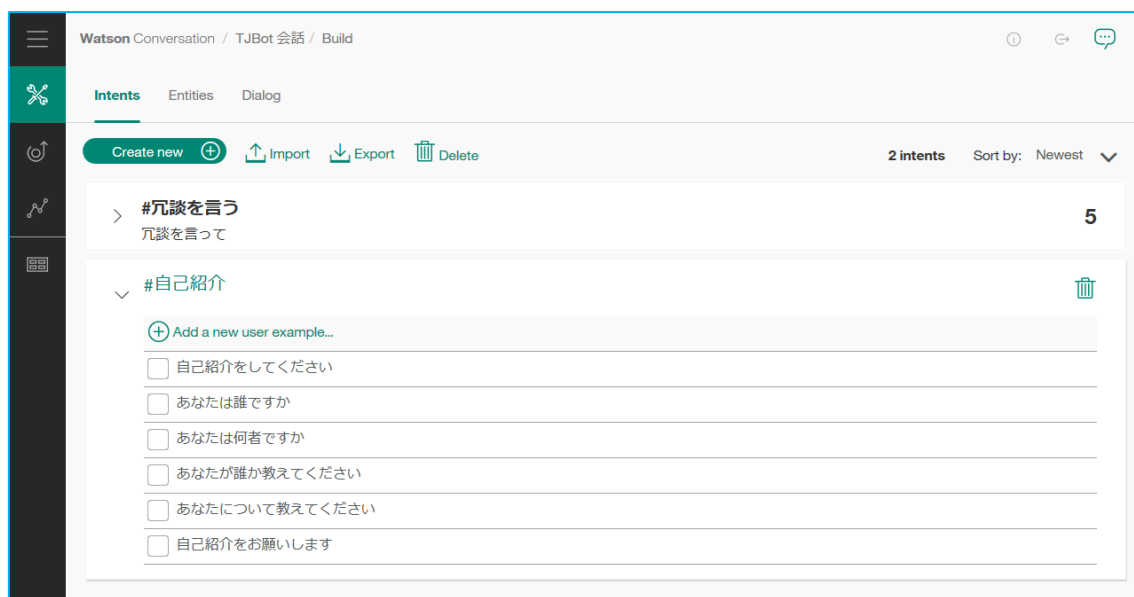 Watson Conversation / TJBot 会話 / Build
Intents Entities Dialog
Create new Import Export Delete 2 intents Sort by: Newest
#冗談を言う 5
冗談を言って
#自己紹介
Add a new user example...
自己紹介をしてください
あなたは誰ですか
あなたは何者ですか
あなたが誰か教えてください
あなたについて教えてください
自己紹介をお願いします